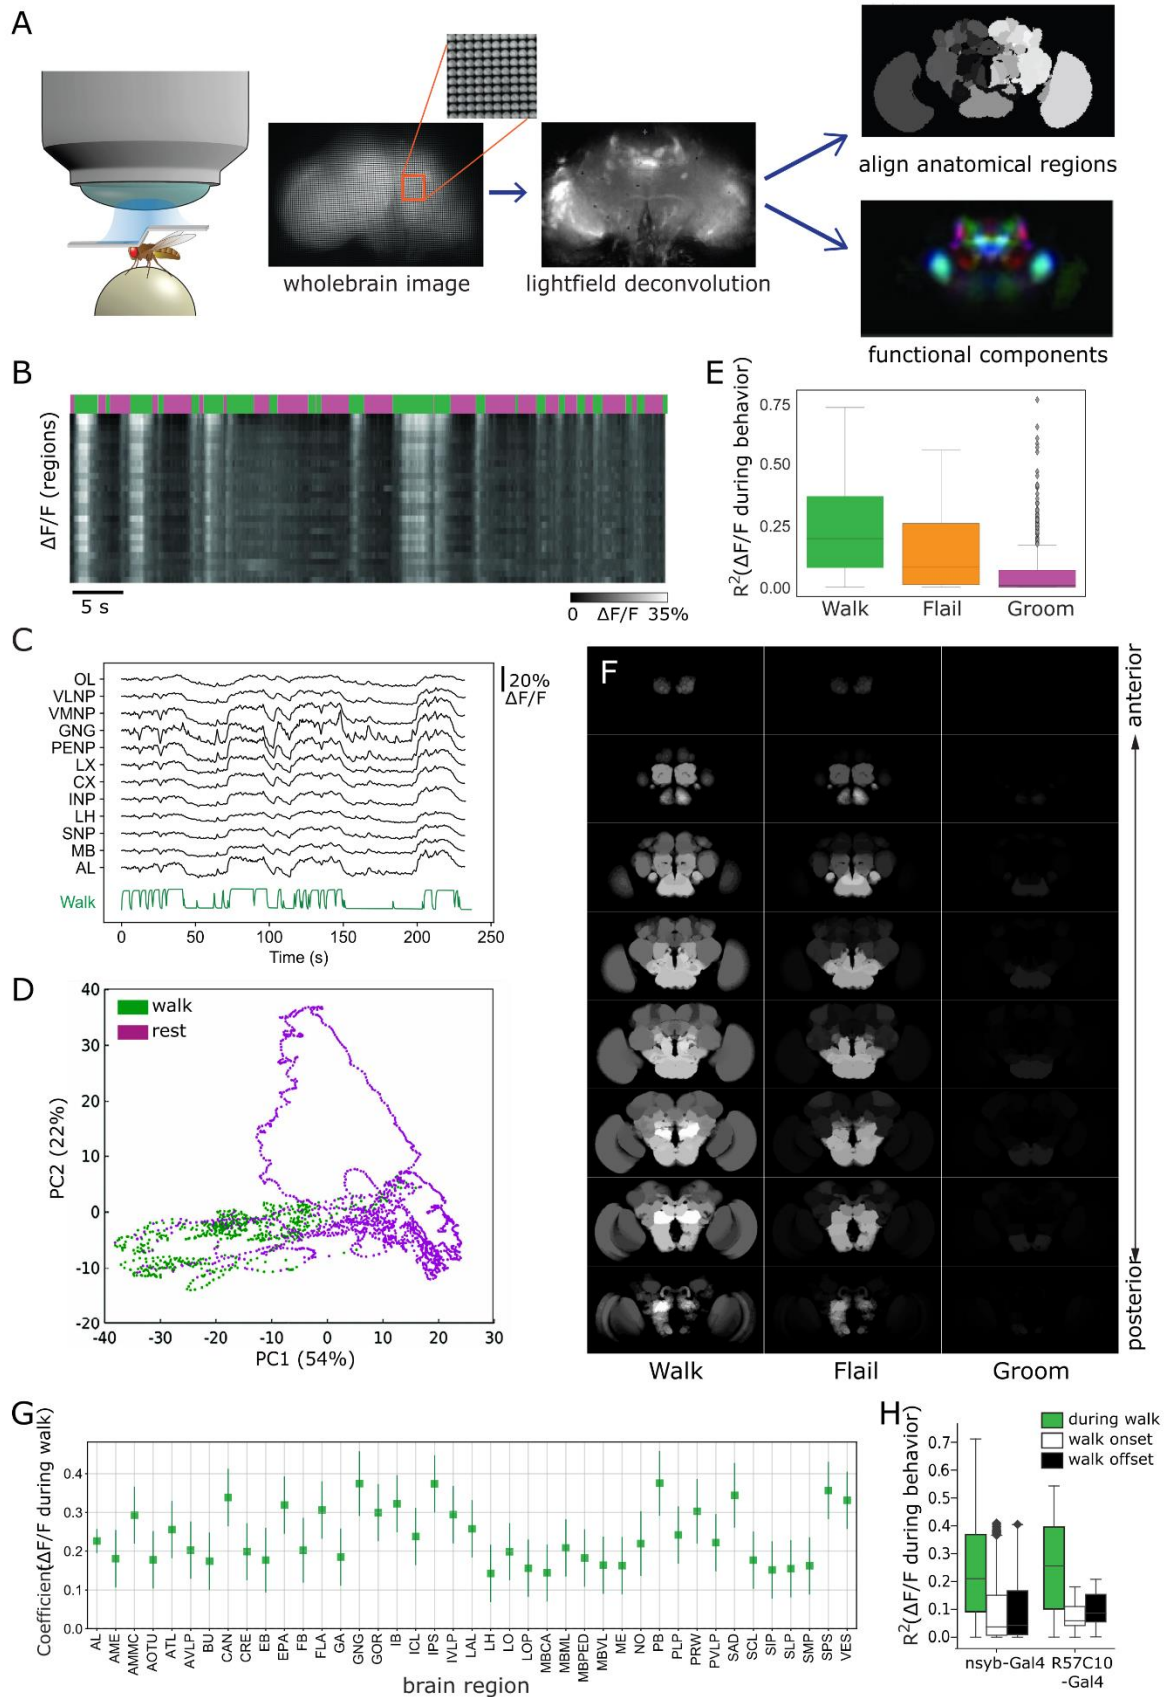 A
wholebrain image
lightfield deconvolution
align anatomical regions
functional components
B
ΔF/F (regions)
5 s
0 ΔF/F 35%
E
R²(ΔF/F during behavior)
0.75
0.50
0.25
0.00
Walk Flail Groom
C
20%
ΔF/F
OL
VLNP
VMNP
GNG
PENP
LX
CX
INP
LH
SNP
MB
AL
Walk
0 50 100 150 200 250
Time (s)
D
walk
rest
PC2 (22%)
40
30
20
10
0
-10
-20
-40 -30 -20 -10 0 10 20 30
PC1 (54%)
F
anterior
posterior
Walk Flail Groom
G
Coefficient(ΔF/F during walk)
0.4
0.3
0.2
0.1
0.0
AL AME AMMC AOTU ATL AVLP BU CAN CRE EB EPA FB FLA GA GNG GOR IB ICL IPS IVLP LAL LH LO LOP MBCA MBML MBPED MBVL ME NO PB PLP PRW PVLP SAD SCL SIP SLP SMP SPS VES
brain region
H
during walk
walk onset
walk offset
R²(ΔF/F during behavior)
0.7
0.6
0.5
0.4
0.3
0.2
0.1
0.0
nsyb-Gal4 R57C10
-Gal4